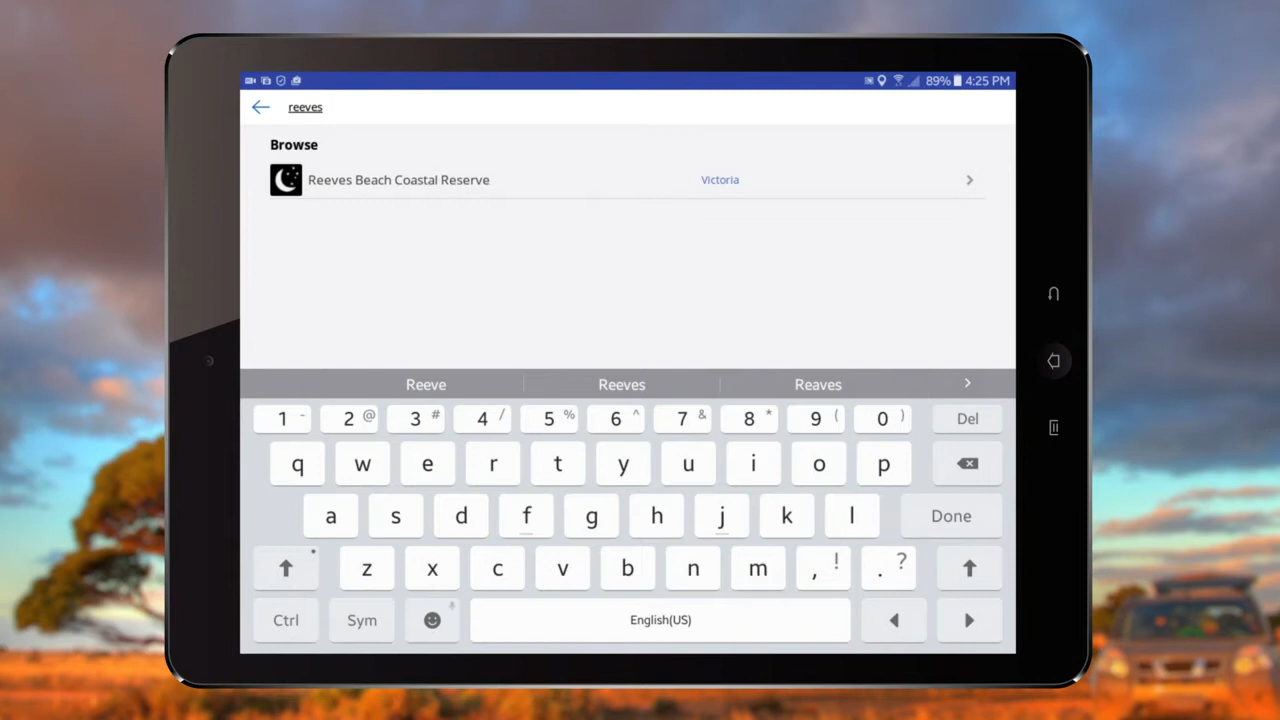 89% 4:25 PM
reeves
Browse
Reeves Beach Coastal Reserve Victoria
Reeve Reeves Reaves
1 - 2 @ 3 # 4 / 5 % 6 ^ 7 & 8 * 9 ( 0 ) Del
q w e r t y u i o p
a s d f g h j k l Done
z x c v b n m , ! . ?
Ctrl Sym English(US)